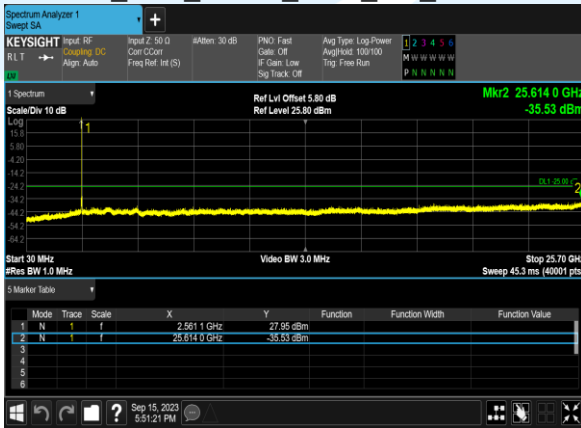 Spectrum Analyzer 1
Swept SA
+
KEYSIGHT Input: RF Input Z: 50 Ω #Atten: 30 dB PNO: Fast Avg Type: Log-Power 1 2 3 4 5 6
RLT Coupling: DC Corr CCorr Gate: Off Avg|Hold: 100/100 M W W W W W
Align: Auto Freq Ref: Int (S) IF Gain: Low Trig: Free Run
Sig Track: Off P N N N N N
1 Spectrum Ref Lvl Offset 5.80 dB Mkr2 25.614 0 GHz
Scale/Div 10 dB Ref Level 25.80 dBm -35.53 dBm
Log
1
15.8
5.80
-4.20
-14.2
-24.2 DL1 -25.00
2
-34.2
-44.2
-54.2
-64.2
Start 30 MHz Video BW 3.0 MHz Stop 25.70 GHz
#Res BW 1.0 MHz Sweep 45.3 ms (40001 pts
5 Marker Table
Mode Trace Scale X Y Function Function Width Function Value
1 N 1 f 2.561 1 GHz 27.95 dBm
2 N 1 f 25.614 0 GHz -35.53 dBm
3
4
5
6
? Sep 15, 2023
5:51:21 PM